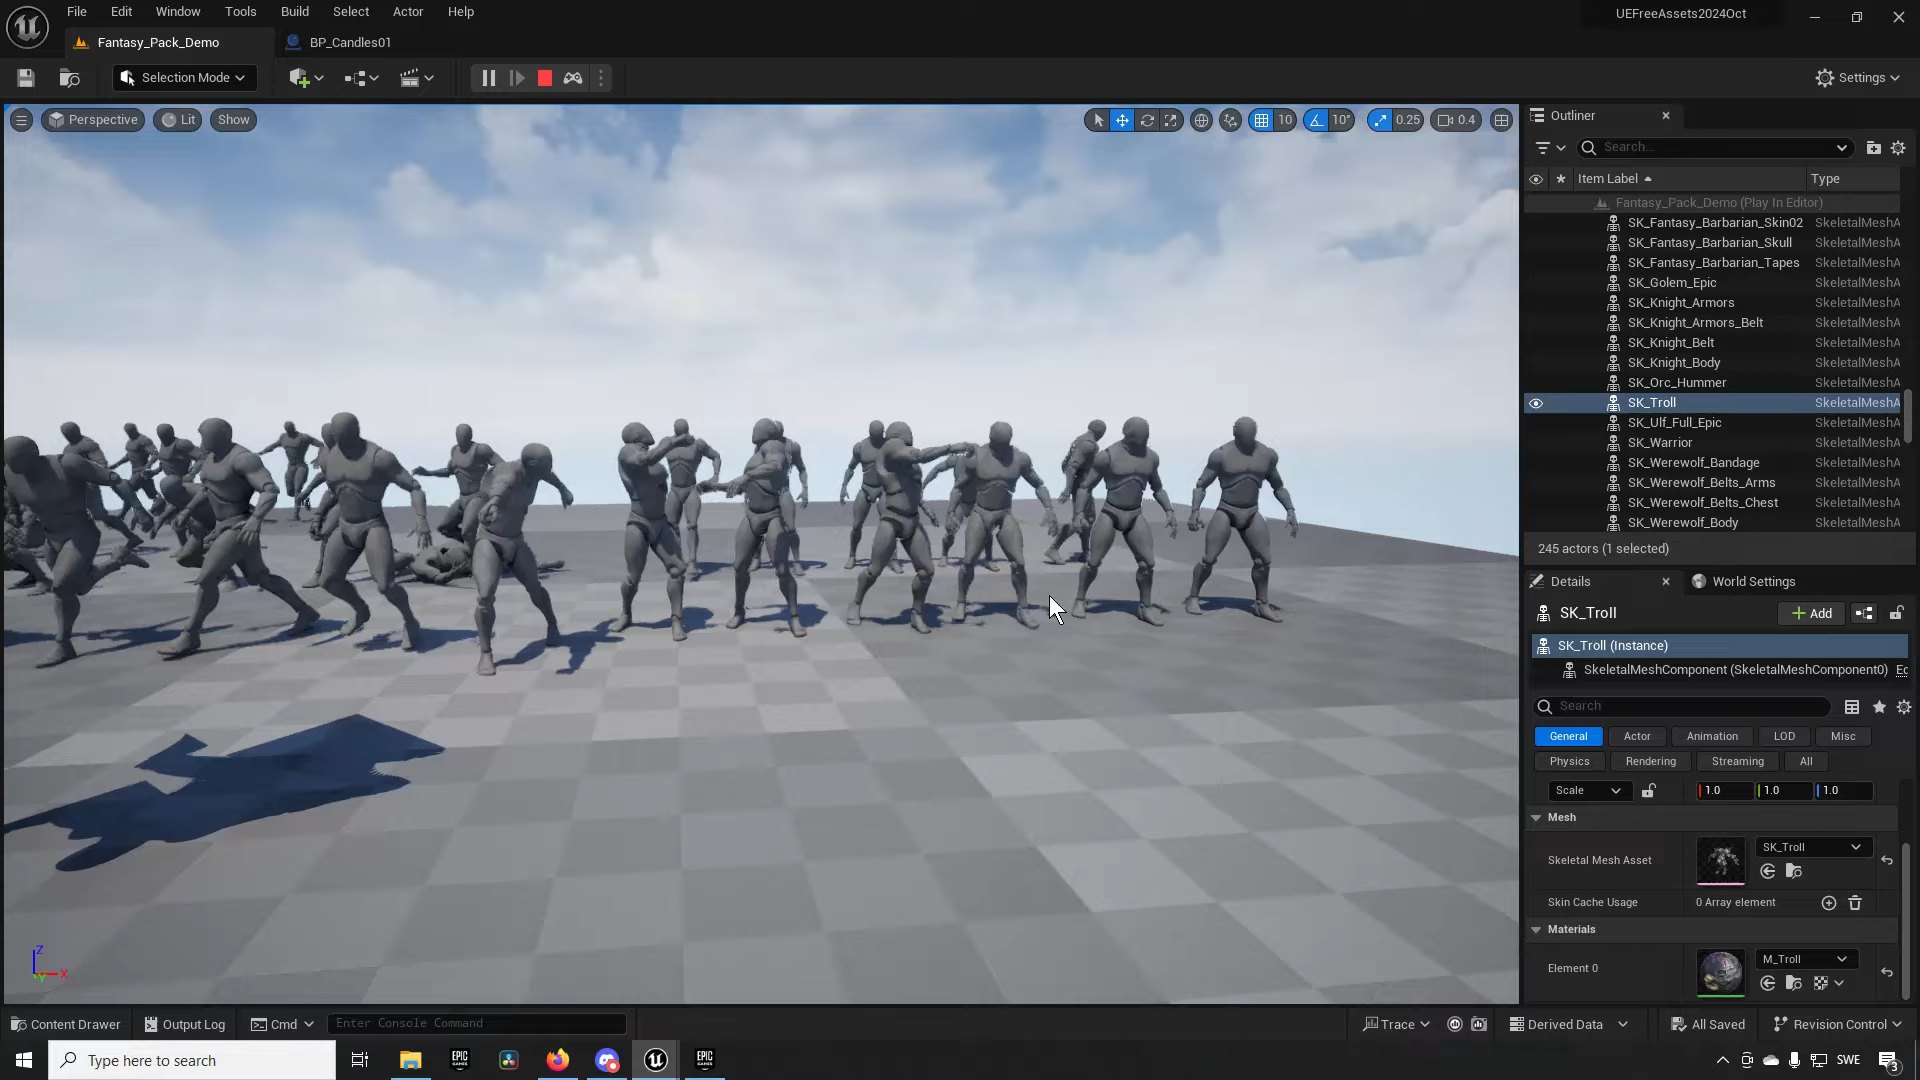 File Edit Window Tools Build Select Actor Help
UEFreeAssets2024Oct
Fantasy_Pack_Demo
BP_Candles01
Selection Mode
Settings
Perspective
Lit
Show
10
10°
0.25
0.4
Outliner
Search...
Item Label
Type
Fantasy_Pack_Demo (Play In Editor)
SK_Fantasy_Barbarian_Skin02 SkeletalMeshA
SK_Fantasy_Barbarian_Skull SkeletalMeshA
SK_Fantasy_Barbarian_Tapes SkeletalMeshA
SK_Golem_Epic SkeletalMeshA
SK_Knight_Armors SkeletalMeshA
SK_Knight_Armors_Belt SkeletalMeshA
SK_Knight_Belt SkeletalMeshA
SK_Knight_Body SkeletalMeshA
SK_Orc_Hummer SkeletalMeshA
SK_Troll SkeletalMeshA
SK_Ulf_Full_Epic SkeletalMeshA
SK_Warrior SkeletalMeshA
SK_Werewolf_Bandage SkeletalMeshA
SK_Werewolf_Belts_Arms SkeletalMeshA
SK_Werewolf_Belts_Chest SkeletalMeshA
SK_Werewolf_Body SkeletalMeshA
245 actors (1 selected)
Details
World Settings
SK_Troll
Add
SK_Troll (Instance)
SkeletalMeshComponent (SkeletalMeshComponent0) Ec
Search
General Actor Animation LOD Misc
Physics Rendering Streaming All
Scale 1.0 1.0 1.0
Mesh
Skeletal Mesh Asset
SK_Troll
Skin Cache Usage 0 Array element
Materials
Element 0
M_Troll
Z
X
Y
Content Drawer
Output Log
Cmd
Enter Console Command
Trace
Derived Data
All Saved
Revision Control
Type here to search
EPIC GAMES
EPIC GAMES
SWE
3